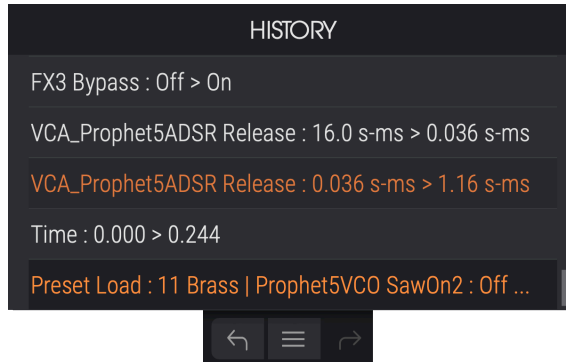 HISTORY
FX3 Bypass : Off > On
VCA_Prophet5ADSR Release : 16.0 s-ms > 0.036 s-ms
VCA_Prophet5ADSR Release : 0.036 s-ms > 1.16 s-ms
Time : 0.000 > 0.244
Preset Load : 11 Brass | Prophet5VCO SawOn2 : Off ...